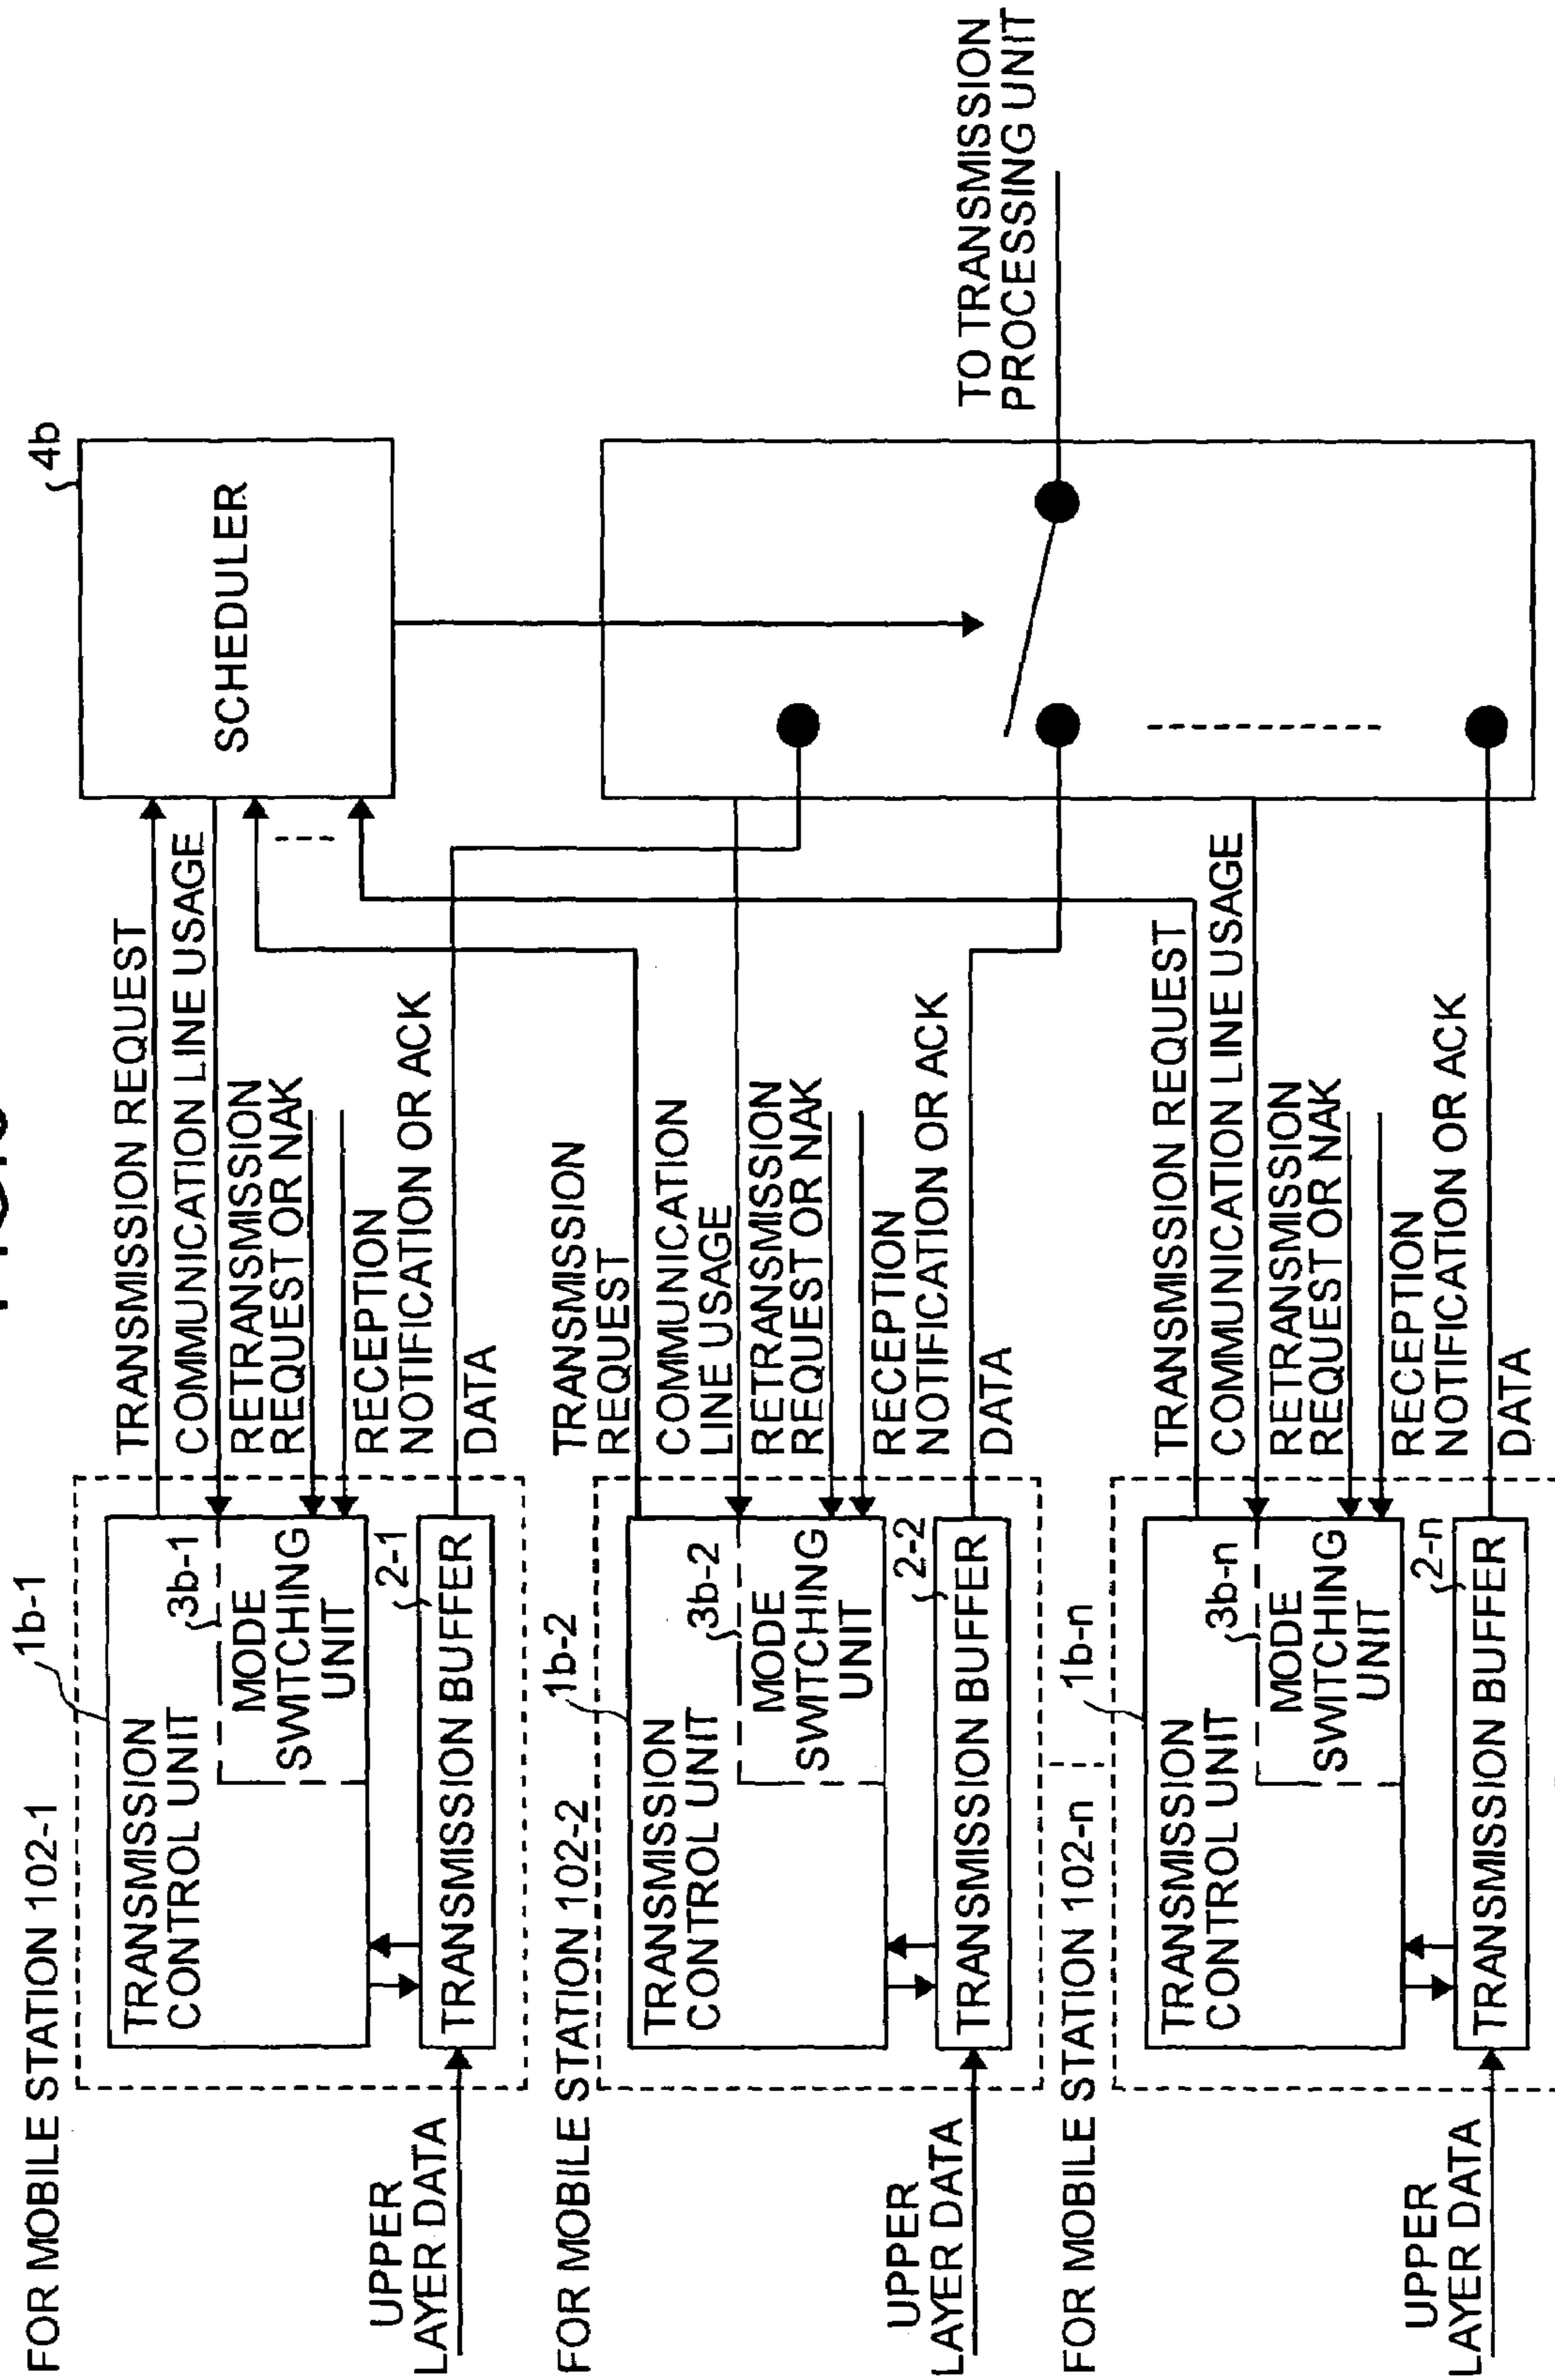 FOR MOBILE STATION 102-1
1b-1
TRANSMISSION
CONTROL UNIT
3b-1
MODE
SWITCHING
UNIT
2-1
TRANSMISSION BUFFER
UPPER
LAYER DATA
TRANSMISSION REQUEST
COMMUNICATION LINE USAGE
RETRANSMISSION
REQUEST OR NAK
RECEPTION
NOTIFICATION OR ACK
DATA
4b
SCHEDULER
FOR MOBILE STATION 102-2
1b-2
TRANSMISSION
CONTROL UNIT
3b-2
MODE
SWITCHING
UNIT
2-2
TRANSMISSION BUFFER
UPPER
LAYER DATA
TRANSMISSION
REQUEST
COMMUNICATION
LINE USAGE
RETRANSMISSION
REQUEST OR NAK
RECEPTION
NOTIFICATION OR ACK
DATA
TO TRANSMISSION
PROCESSING UNIT
FOR MOBILE STATION 102-n
1b-n
TRANSMISSION
CONTROL UNIT
3b-n
MODE
SWITCHING
UNIT
2-n
TRANSMISSION BUFFER
UPPER
LAYER DATA
TRANSMISSION REQUEST
COMMUNICATION LINE USAGE
RETRANSMISSION
REQUEST OR NAK
RECEPTION
NOTIFICATION OR ACK
DATA